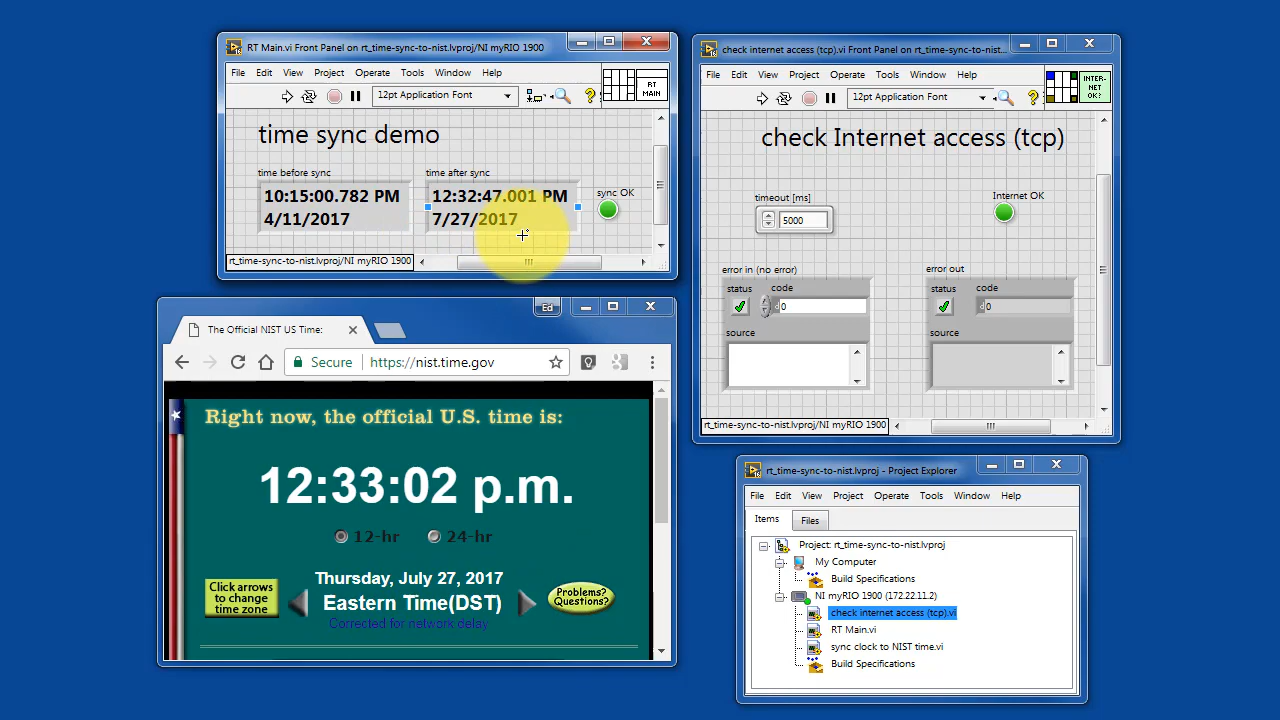 RT Main.vi Front Panel on rt_time-sync-to-nist.lvproj/NI myRIO 1900
File Edit View Project Operate Tools Window Help
12pt Application Font
RT
MAIN
time sync demo
time before sync
10:15:00.782 PM
4/11/2017
time after sync
12:32:47.001 PM
7/27/2017
sync OK
rt_time-sync-to-nist.lvproj/NI myRIO 1900
check internet access (tcp).vi Front Panel on rt_time-sync-to-nist...
File Edit View Project Operate Tools Window Help
12pt Application Font
INTER-
NET
OK?
check Internet access (tcp)
timeout [ms]
5000
Internet OK
error in (no error)
status code
d 0
source
error out
status code
d 0
source
rt_time-sync-to-nist.lvproj/NI myRIO 1900
Ed
The Official NIST US Time:
Secure https://nist.time.gov
Right now, the official U.S. time is:
12:33:02 p.m.
12-hr 24-hr
Click arrows
to change
time zone
Thursday, July 27, 2017
Eastern Time(DST)
Corrected for network delay
Problems?
Questions?
rt_time-sync-to-nist.lvproj - Project Explorer
File Edit View Project Operate Tools Window Help
Items Files
Project: rt_time-sync-to-nist.lvproj
My Computer
Build Specifications
NI myRIO 1900 (172.22.11.2)
check internet access (tcp).vi
RT Main.vi
sync clock to NIST time.vi
Build Specifications